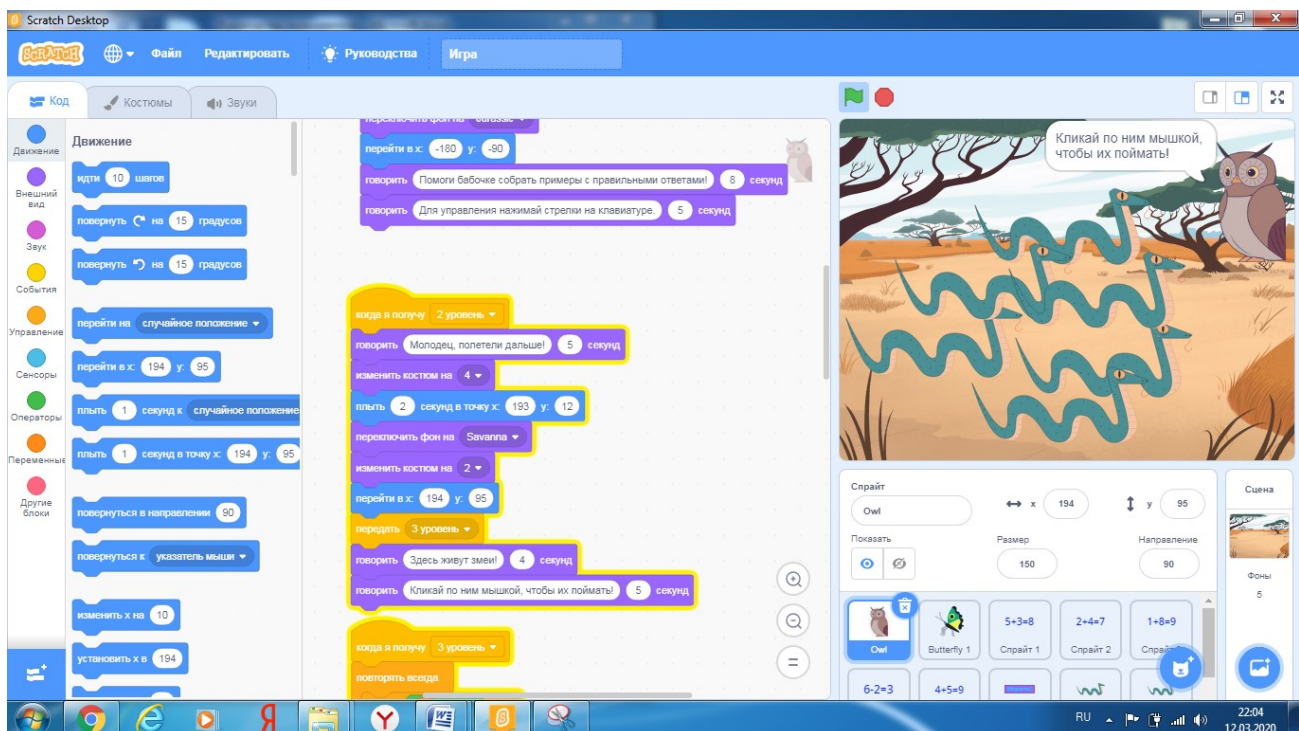 Scratch Desktop
SCRATCH Файл Редактировать Руководства Игра
Код Костюмы Звуки
Движение
Внешний вид
Звук
События
Управление
Сенсоры
Операторы
Переменные
Другие блоки
Движение
идти 10 шагов
повернуть на 15 градусов
повернуть на 15 градусов
перейти на случайное положение
перейти в x: 194 y: 95
плыть 1 секунд к случайное положение
плыть 1 секунд в точку x: 194 y: 95
повернуться в направлении 90
повернуться к указатель мыши
изменить x на 10
установить x в 194
переключить фон на Jurassic
перейти в x: -180 y: -90
говорить Помоги бабочке собрать примеры с правильными ответами! 8 секунд
говорить Для управления нажимай стрелки на клавиатуре. 5 секунд
когда я получу 2 уровень
говорить Молодец, полетели дальше! 5 секунд
изменить костюм на 4
плыть 2 секунд в точку x: 193 y: 12
переключить фон на Savanna
изменить костюм на 2
перейти в x: 194 y: 95
передать 3 уровень
говорить Здесь живут змеи! 4 секунд
говорить Кликай по ним мышкой, чтобы их поймать! 5 секунд
когда я получу 3 уровень
повторять всегда
Кликай по ним мышкой,
чтобы их поймать!
Спрайт
Owl x 194 y 95
Показать Размер Направление
150 90
Owl
Butterfly 1
5+3=8
Спрайт 1
2+4=7
Спрайт 2
1+8=9
6-2=3
4+5=9
Сцена
Фоны
5
RU
22:04
12.03.2020